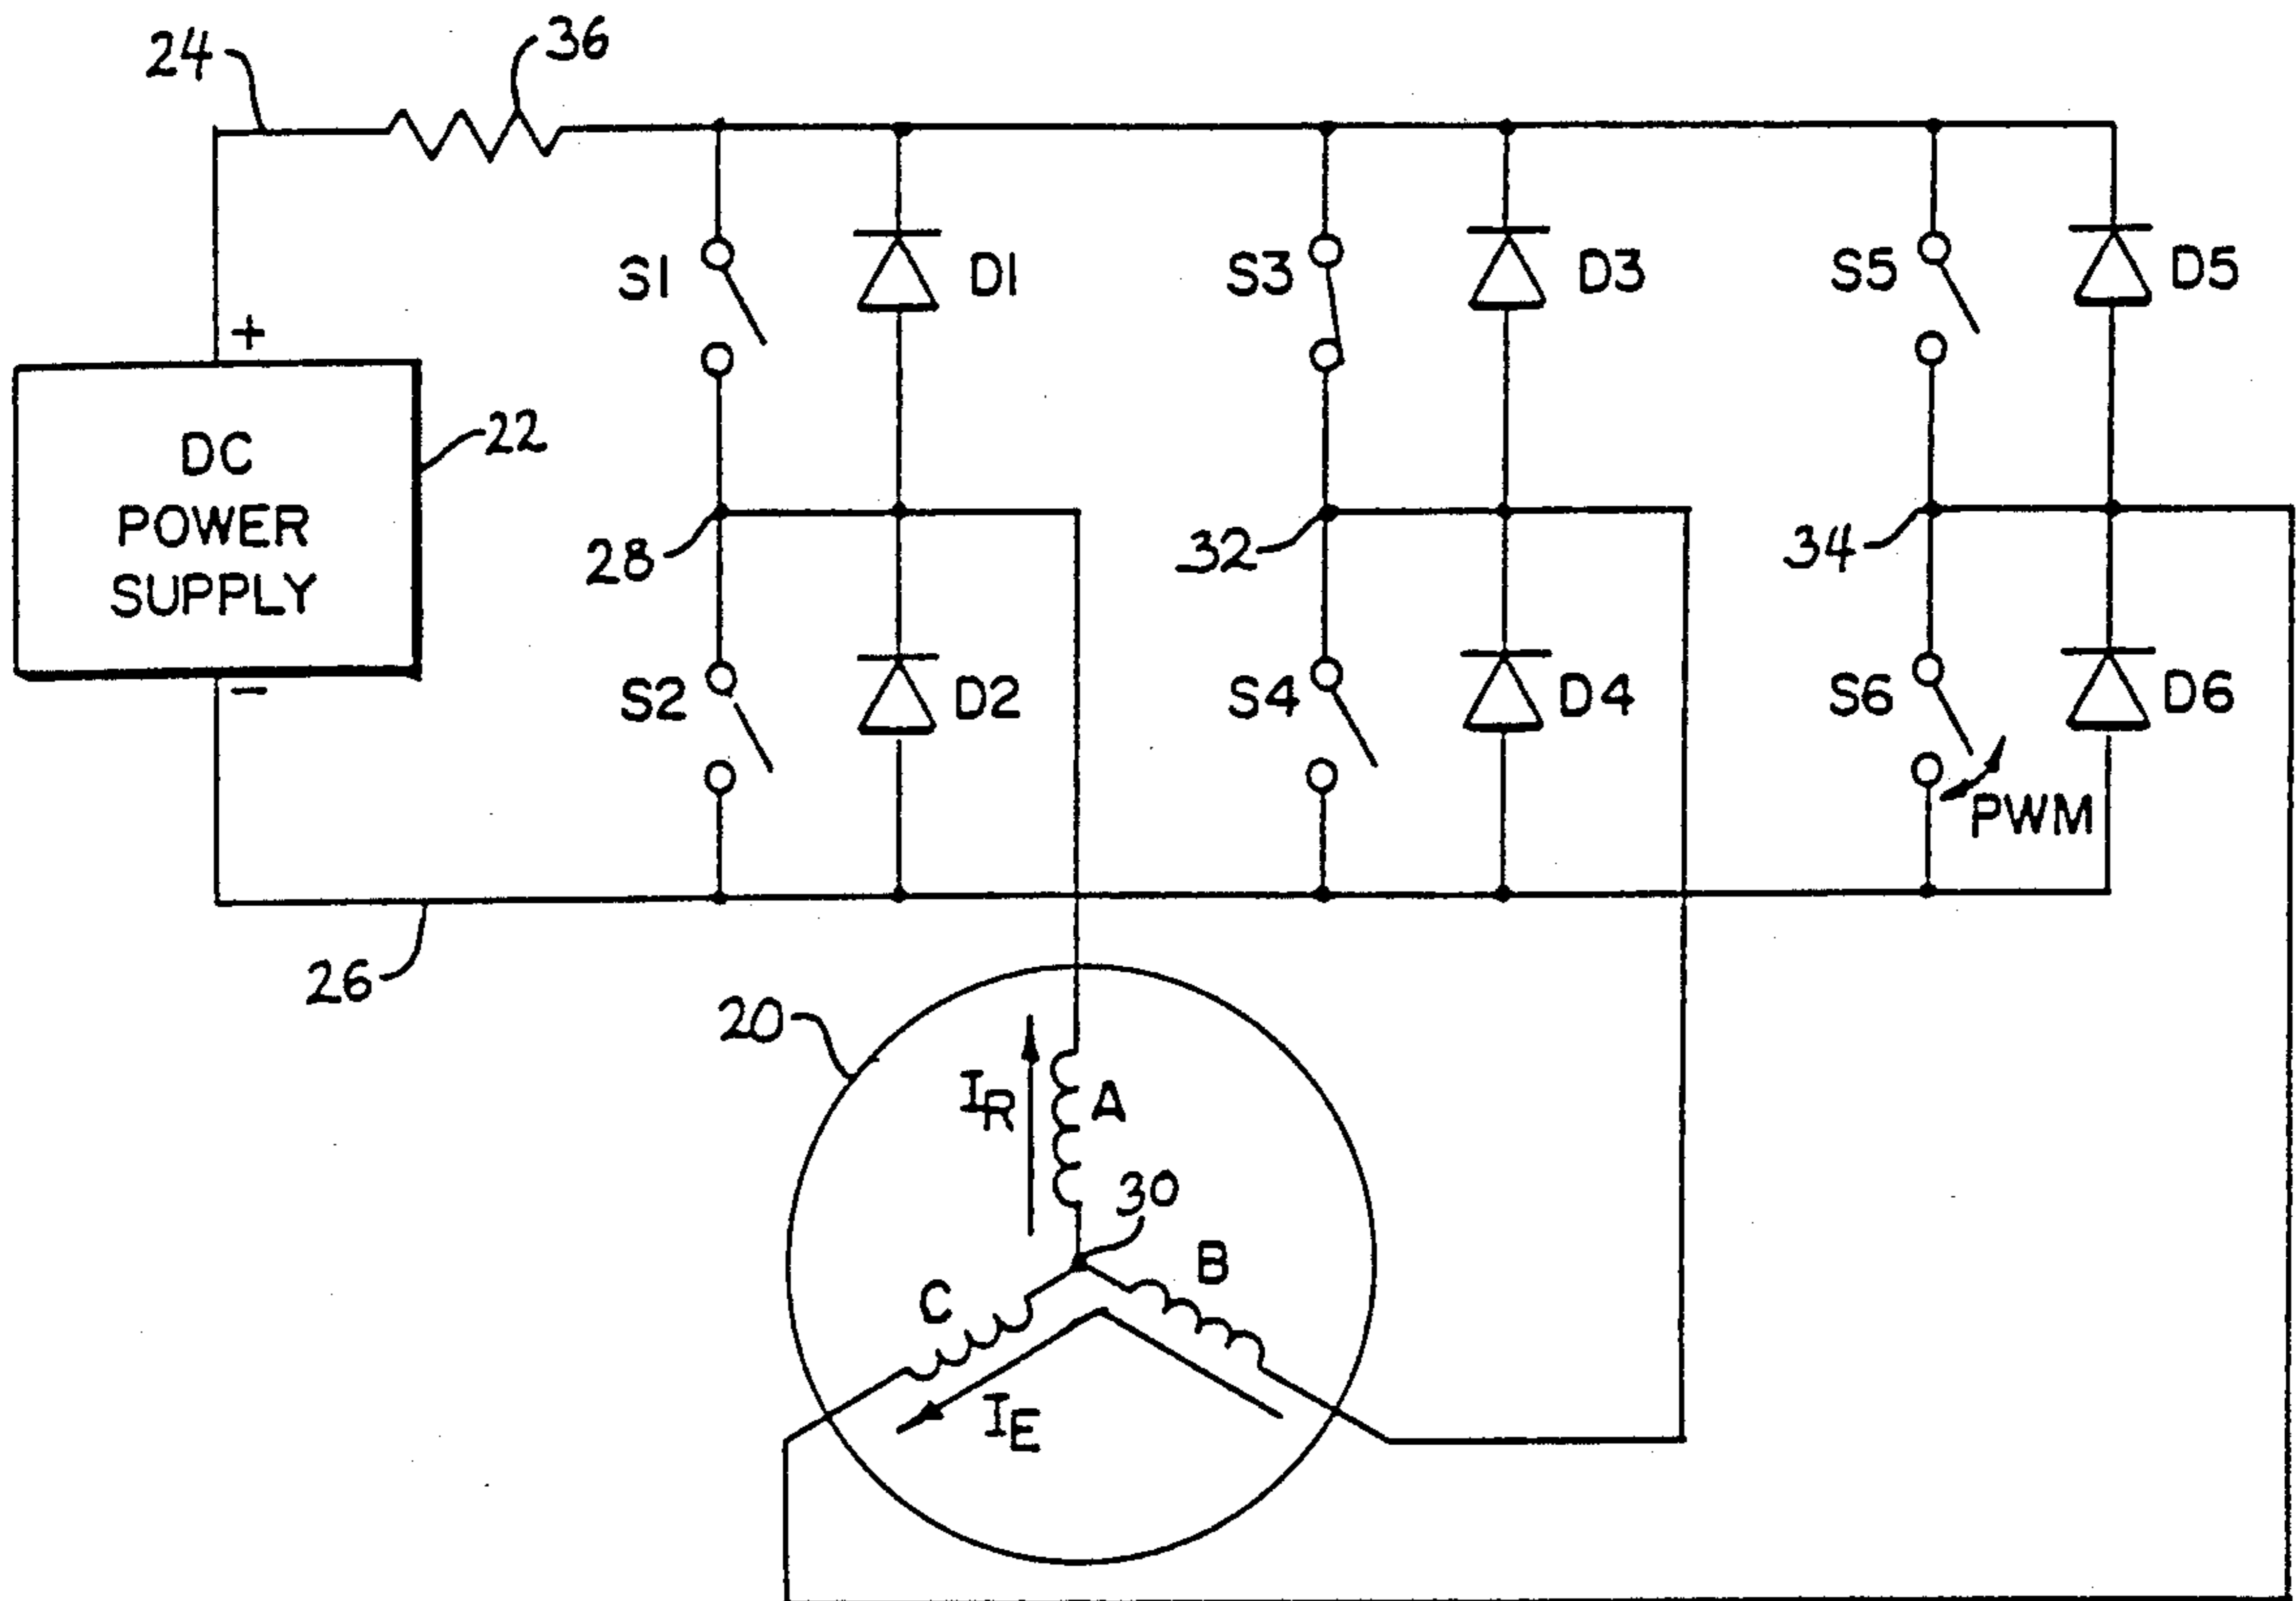 24
36
S1
D1
S3
D3
S5
D5
+
DC
POWER
SUPPLY
22
28
32
34
−
S2
D2
S4
D4
S6
D6
PWM
26
20
IR
A
30
B
C
IE